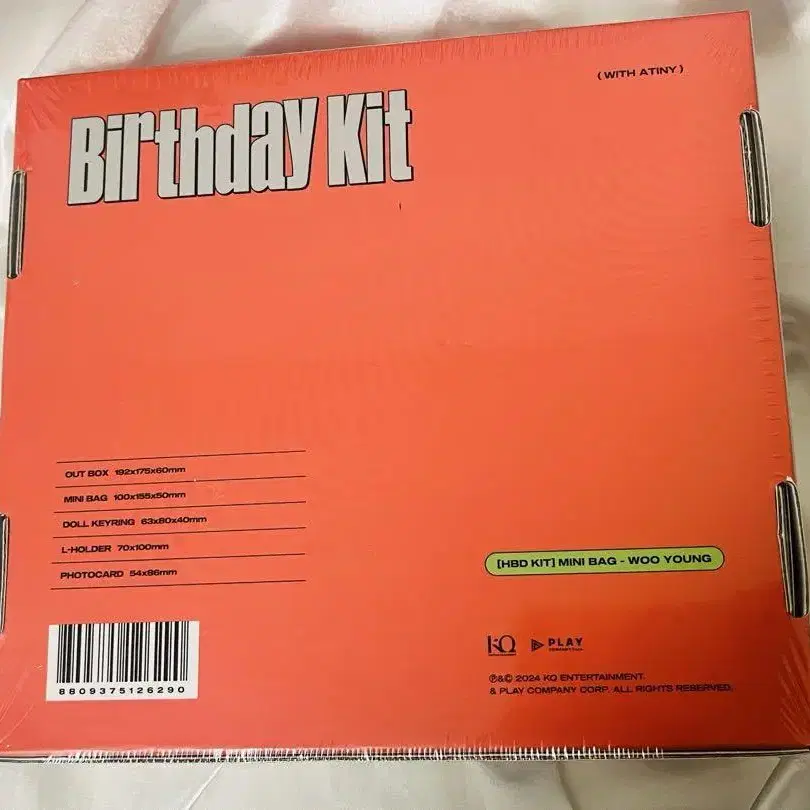 ( WITH ATINY )
Birthday Kit
OUT BOX 192x175x60mm
MINI BAG 100x155x50mm
DOLL KEYRING 63x80x40mm
L-HOLDER 70x100mm
PHOTOCARD 54x86mm
[HBD KIT] MINI BAG - WOO YOUNG
8809375126290
KQ
PLAY
℗&© 2024 KQ ENTERTAINMENT.
& PLAY COMPANY CORP. ALL RIGHTS RESERVED.